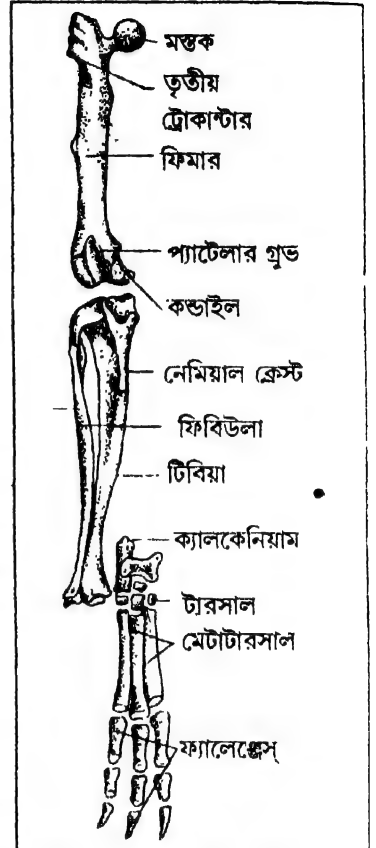 মস্তক
তৃতীয়
ট্রোকান্টার
ফিমার
প্যাটেলার গ্রুভ
কন্ডাইল
নেমিয়াল ক্রেস্ট
ফিবিউলা
টিবিয়া
ক্যালকেনিয়াম
টারসাল
মেটাটারসাল
ফ্যালেঞ্জেস্